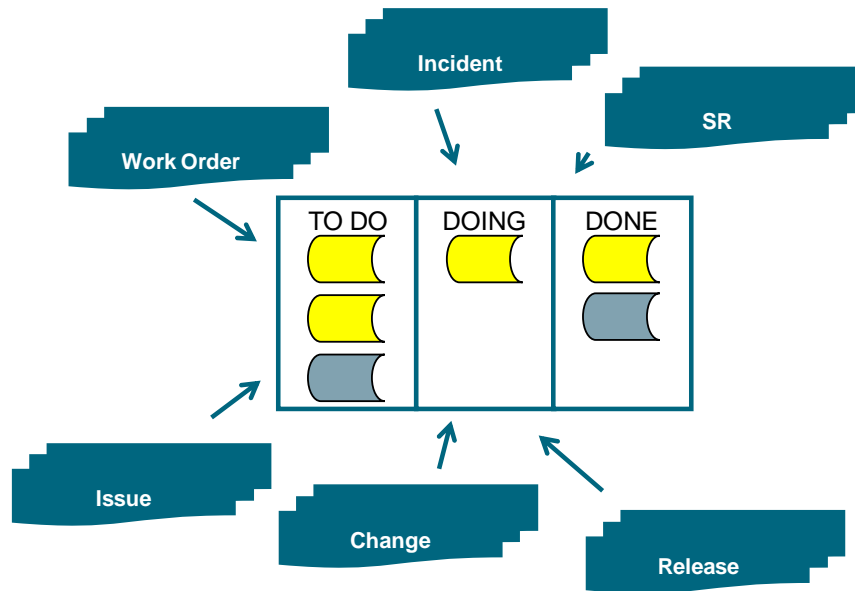 Incident
SR
Work Order
TO DO
DOING
DONE
Issue
Change
Release